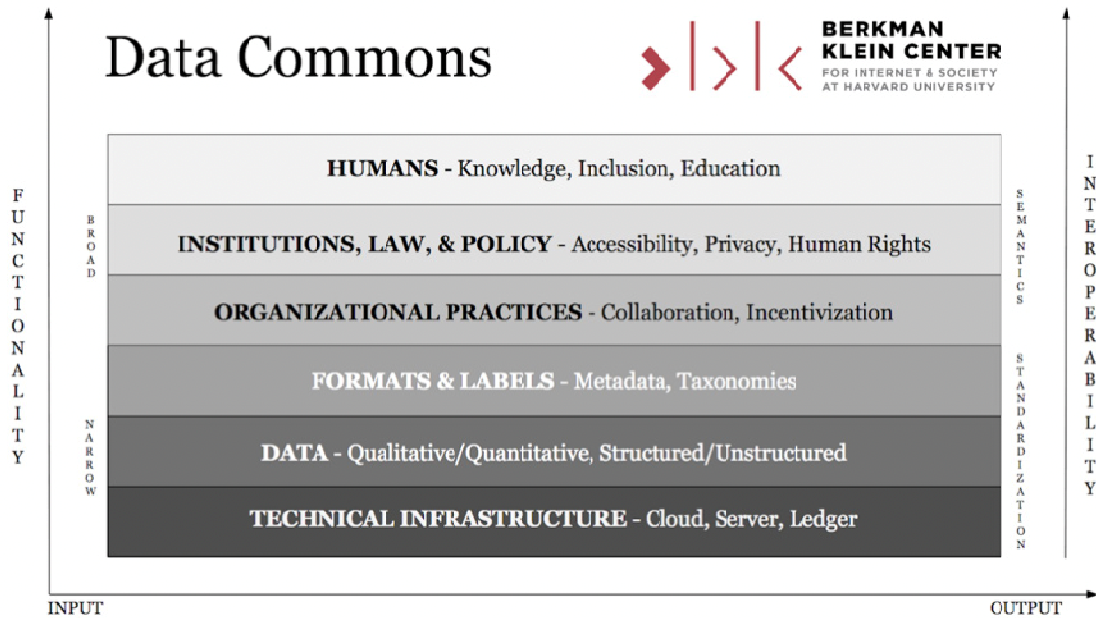 Data Commons
BERKMAN
KLEIN CENTER
FOR INTERNET & SOCIETY
AT HARVARD UNIVERSITY
FUNCTIONALITY
BROAD
NARROW
HUMANS - Knowledge, Inclusion, Education
INSTITUTIONS, LAW, & POLICY - Accessibility, Privacy, Human Rights
ORGANIZATIONAL PRACTICES - Collaboration, Incentivization
FORMATS & LABELS - Metadata, Taxonomies
DATA - Qualitative/Quantitative, Structured/Unstructured
TECHNICAL INFRASTRUCTURE - Cloud, Server, Ledger
SEMANTICS
STANDARDIZATION
INTEROPERABILITY
INPUT
OUTPUT